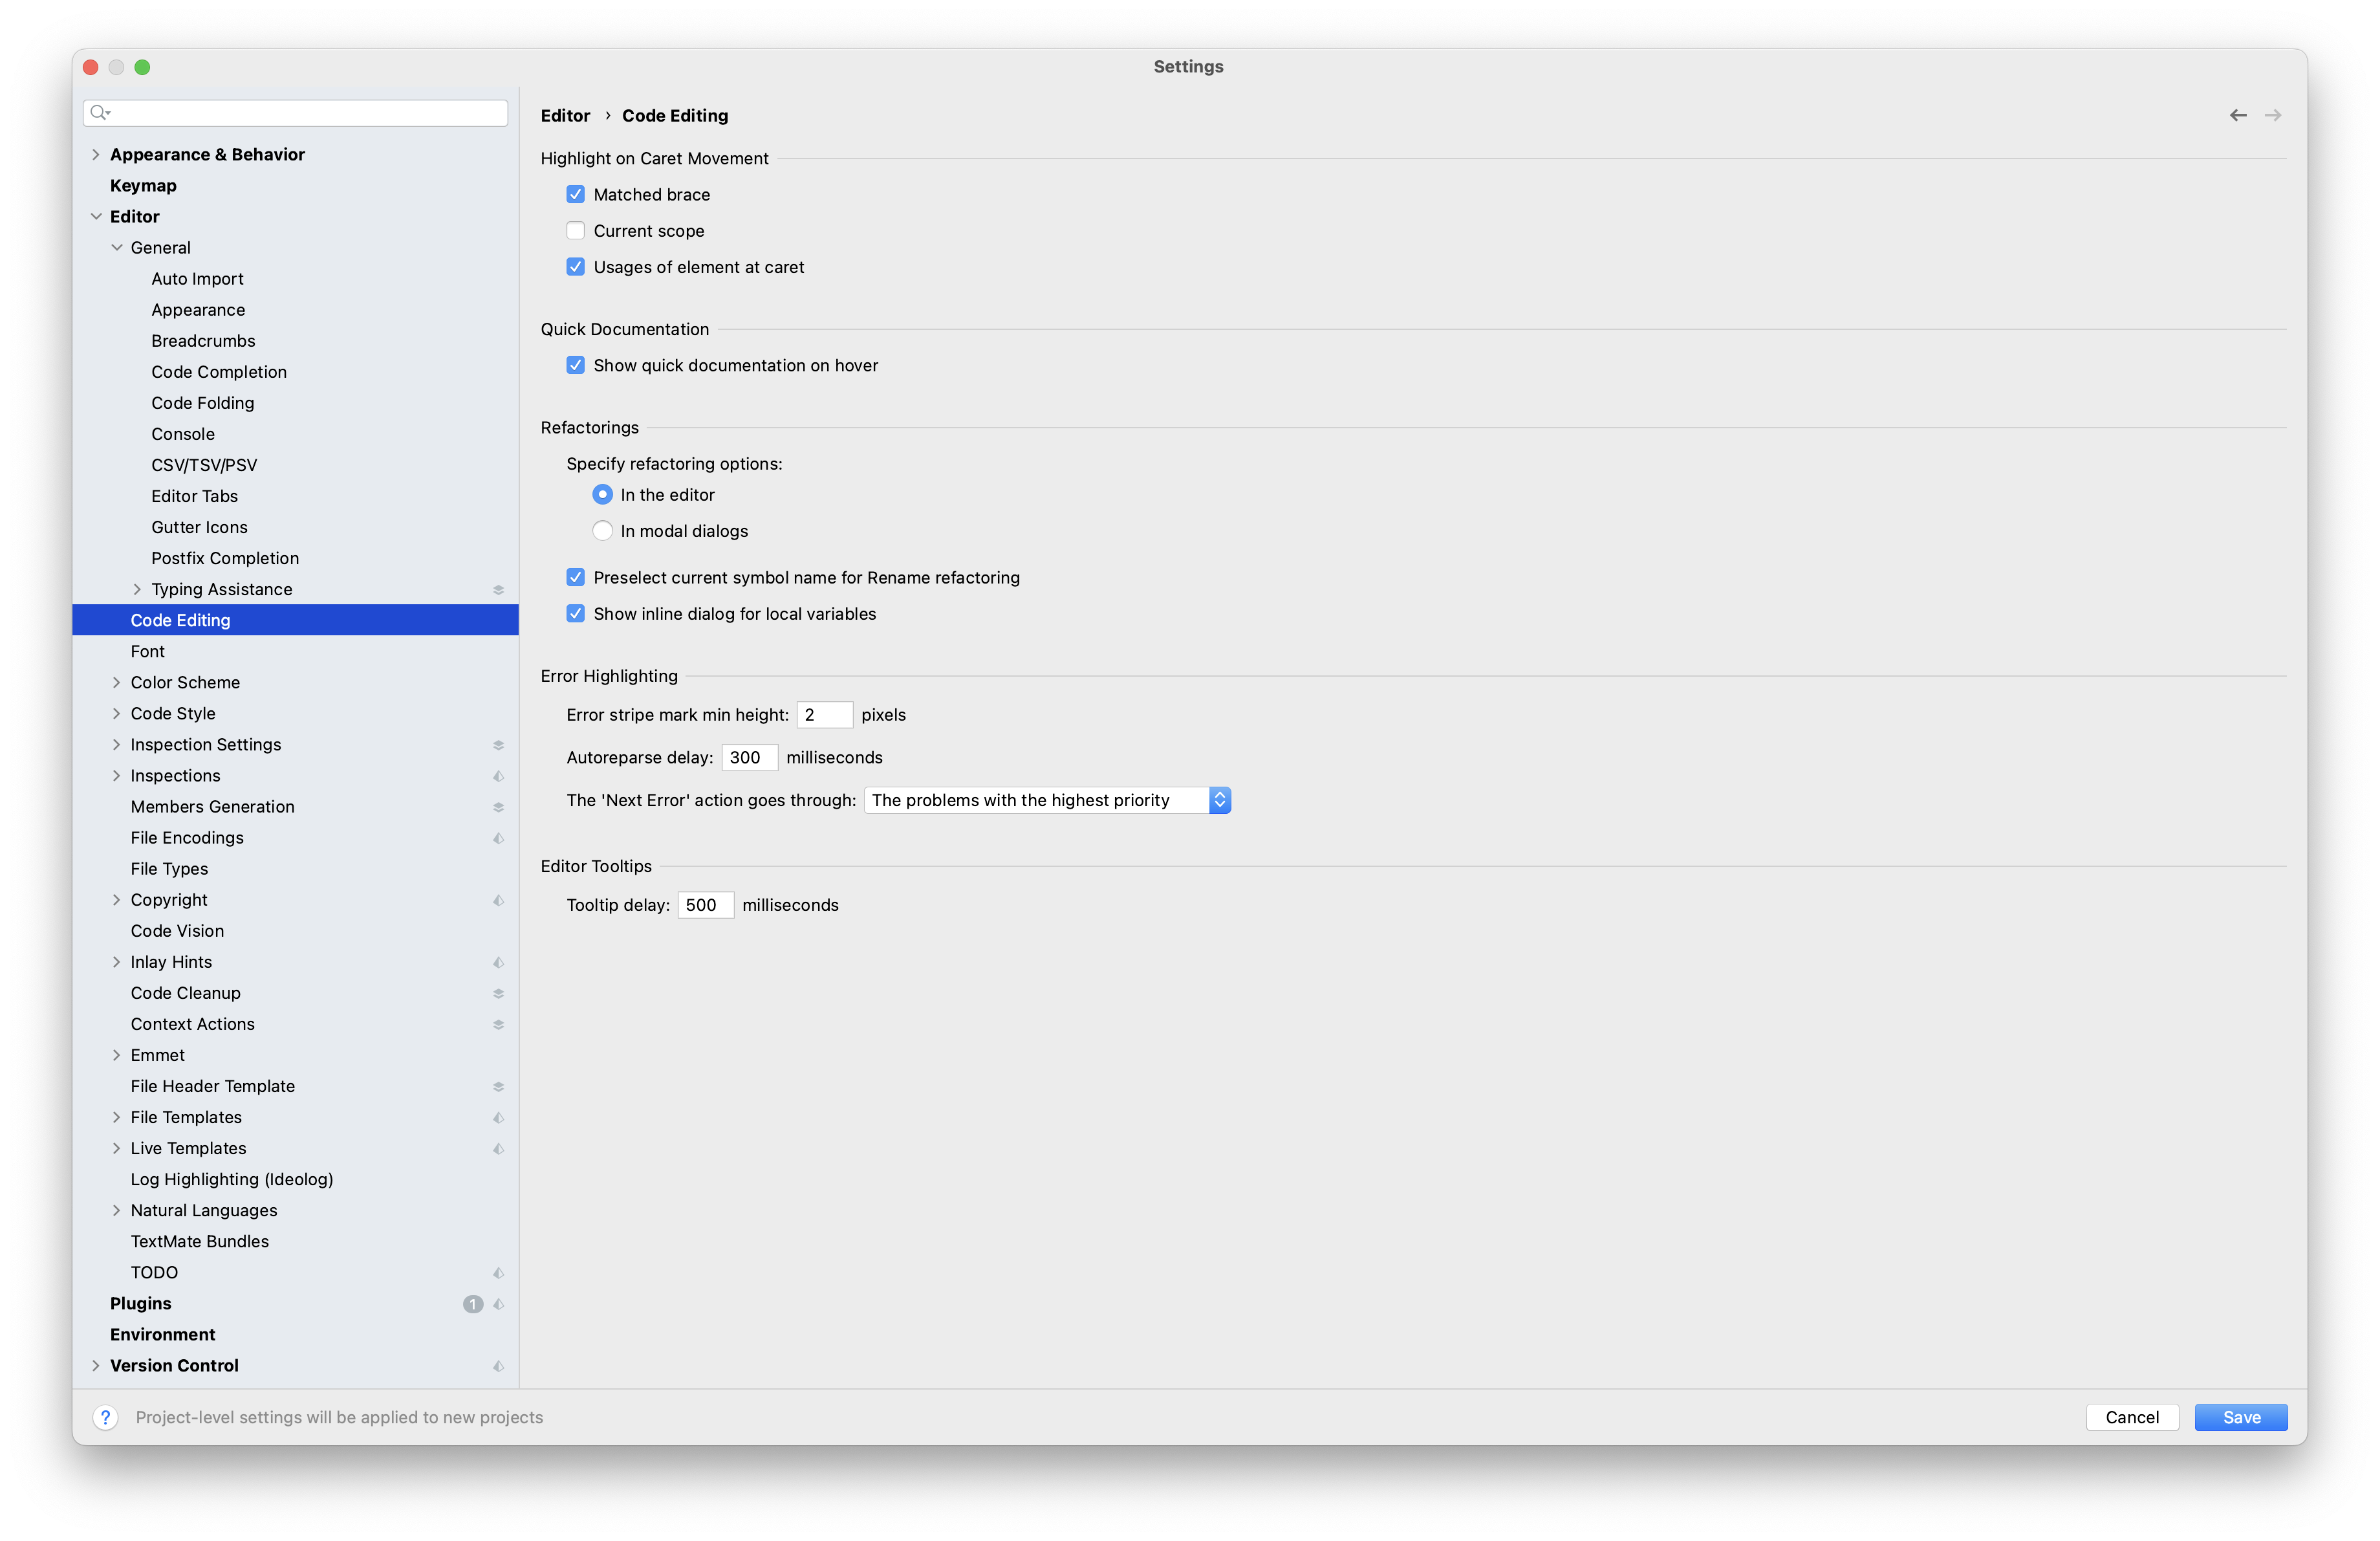 Settings
Appearance & Behavior
Keymap
Editor
General
Auto Import
Appearance
Breadcrumbs
Code Completion
Code Folding
Console
CSV/TSV/PSV
Editor Tabs
Gutter Icons
Postfix Completion
Typing Assistance
Code Editing
Font
Color Scheme
Code Style
Inspection Settings
Inspections
Members Generation
File Encodings
File Types
Copyright
Code Vision
Inlay Hints
Code Cleanup
Context Actions
Emmet
File Header Template
File Templates
Live Templates
Log Highlighting (Ideolog)
Natural Languages
TextMate Bundles
TODO
Plugins 1
Environment
Version Control
Editor › Code Editing
Highlight on Caret Movement
Matched brace
Current scope
Usages of element at caret
Quick Documentation
Show quick documentation on hover
Refactorings
Specify refactoring options:
In the editor
In modal dialogs
Preselect current symbol name for Rename refactoring
Show inline dialog for local variables
Error Highlighting
Error stripe mark min height: 2 pixels
Autoreparse delay: 300 milliseconds
The 'Next Error' action goes through: The problems with the highest priority
Editor Tooltips
Tooltip delay: 500 milliseconds
? Project-level settings will be applied to new projects
Cancel Save